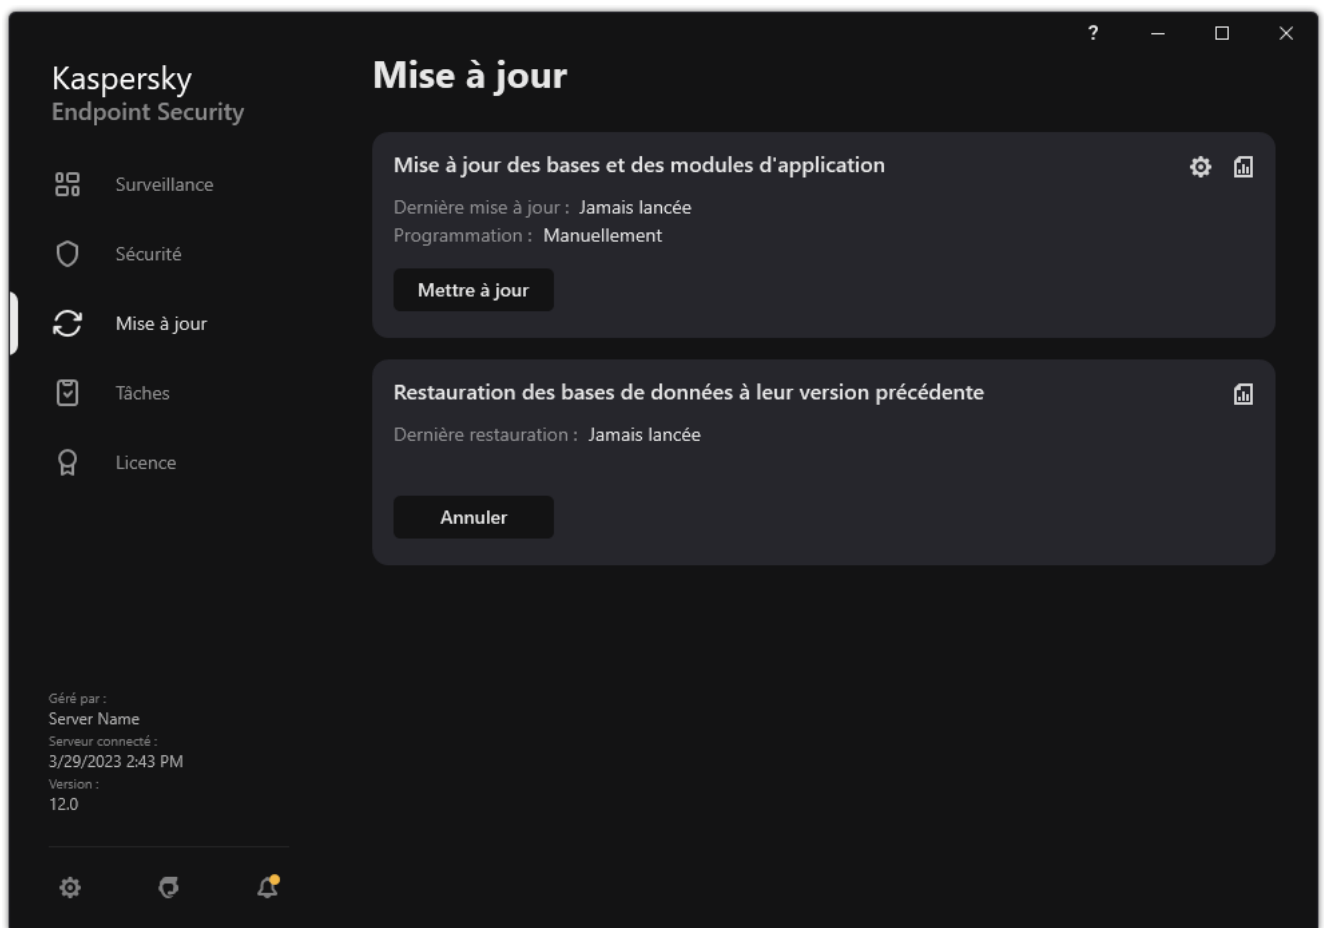 ?
Kaspersky
Endpoint Security
Surveillance
Sécurité
Mise à jour
Tâches
Licence
Géré par :
Server Name
Serveur connecté :
3/29/2023 2:43 PM
Version :
12.0
Mise à jour
Mise à jour des bases et des modules d'application
Dernière mise à jour : Jamais lancée
Programmation : Manuellement
Mettre à jour
Restauration des bases de données à leur version précédente
Dernière restauration : Jamais lancée
Annuler